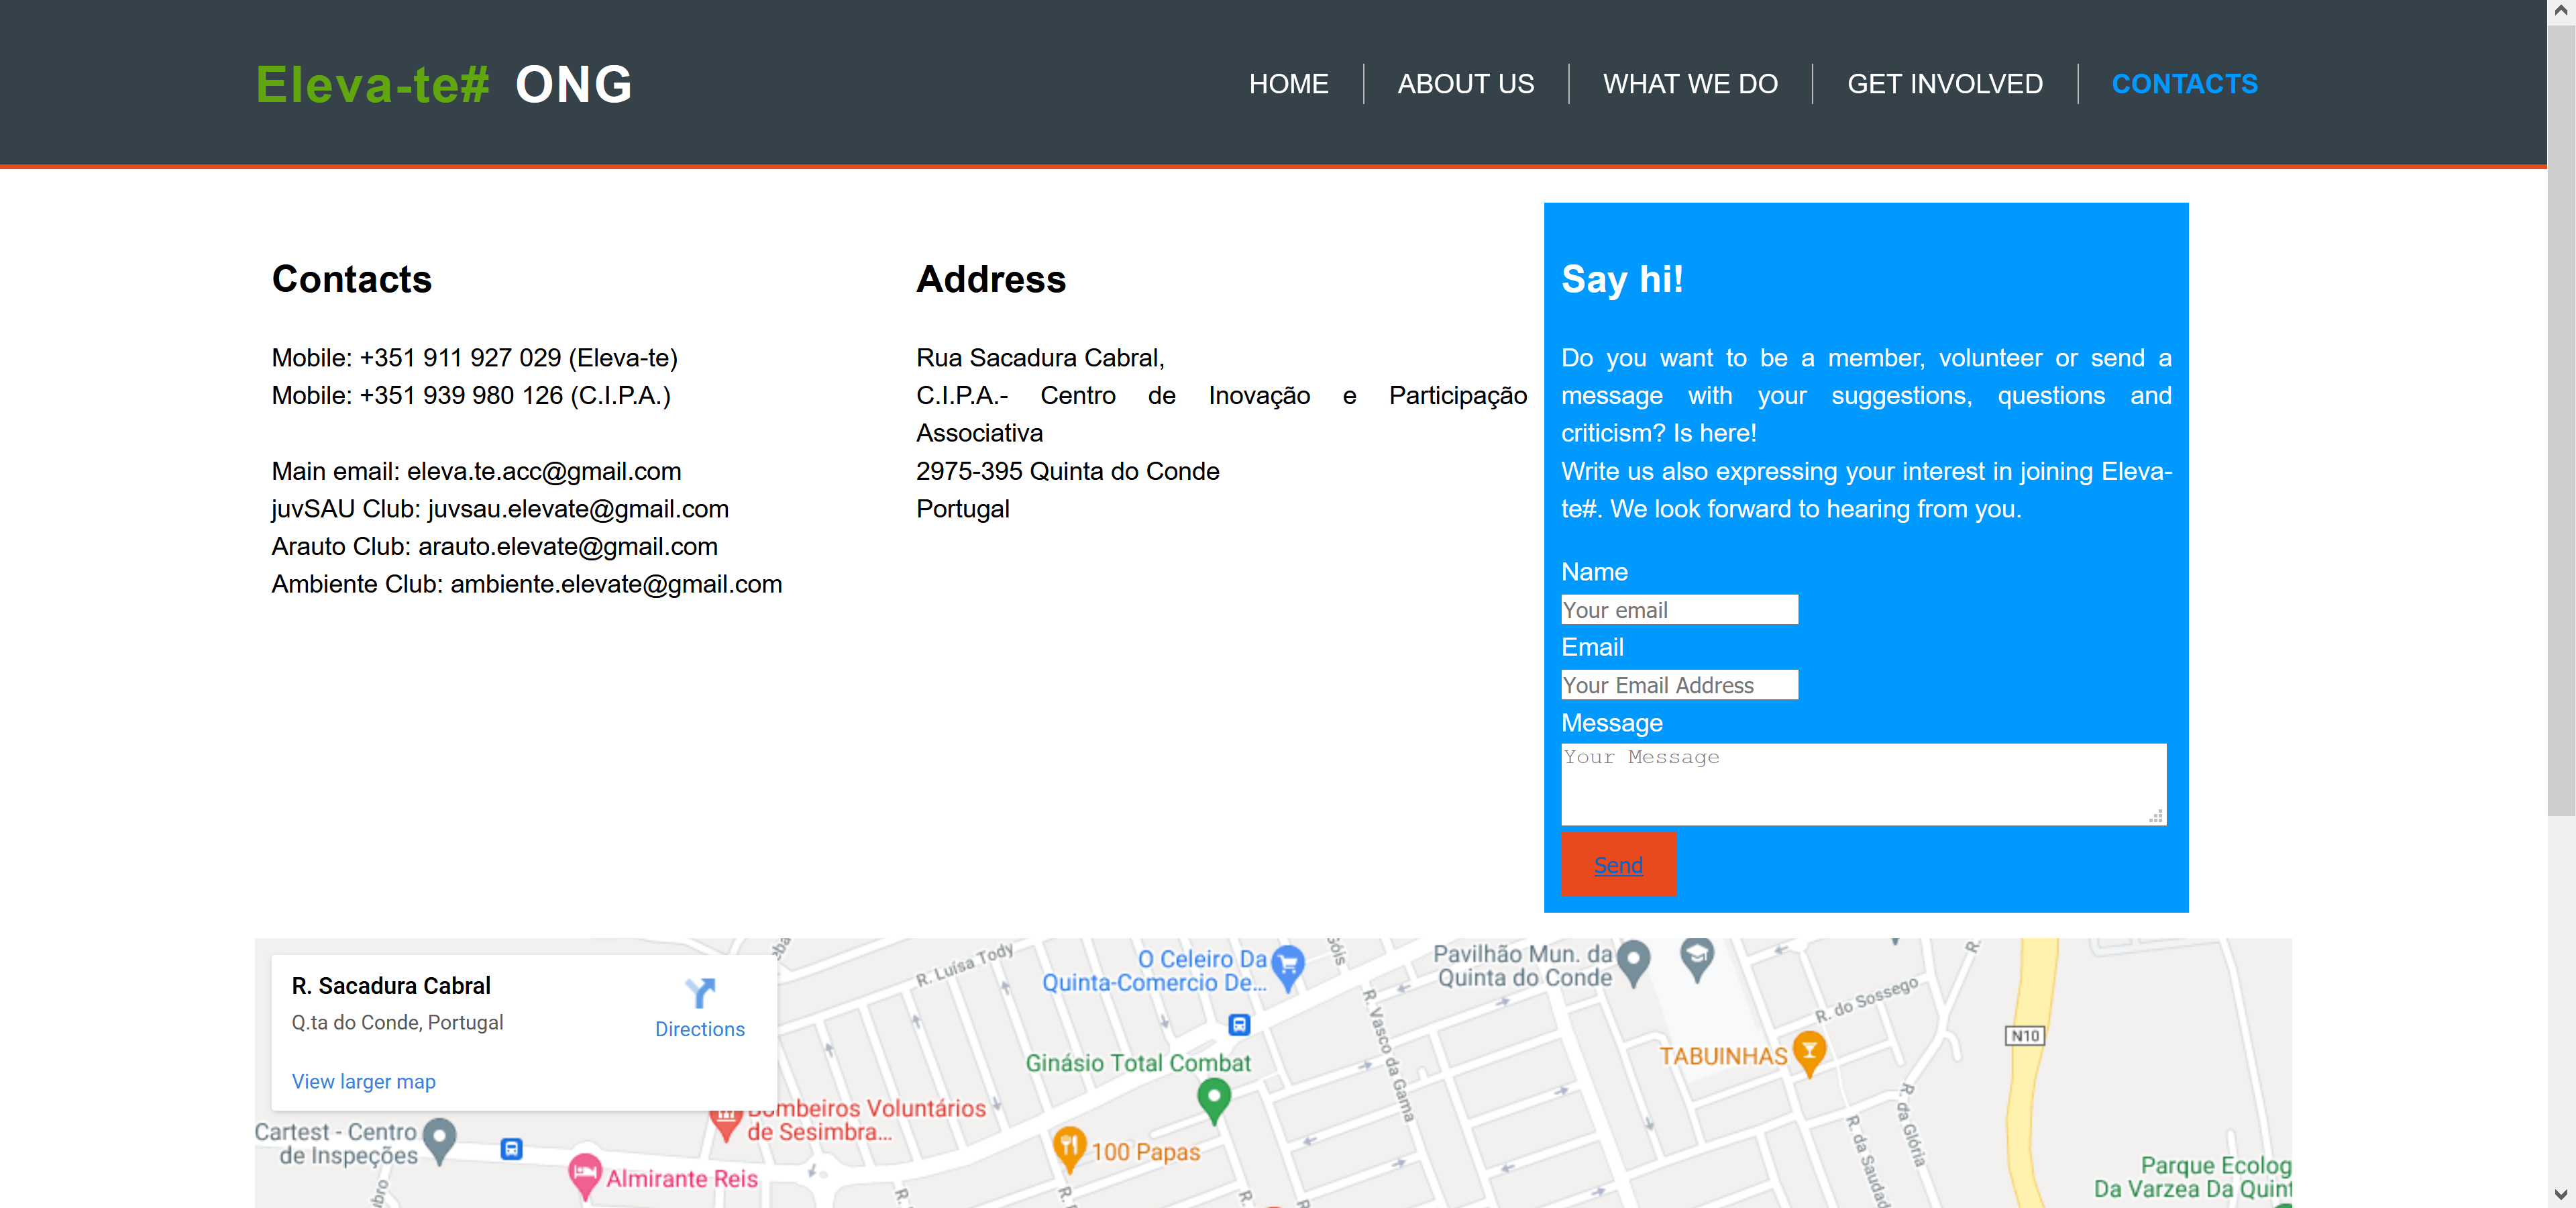 Eleva-te# ONG
HOME
ABOUT US
WHAT WE DO
GET INVOLVED
CONTACTS
Contacts
Mobile: +351 911 927 029 (Eleva-te)
Mobile: +351 939 980 126 (C.I.P.A.)
Main email: eleva.te.acc@gmail.com
juvSAU Club: juvsau.elevate@gmail.com
Arauto Club: arauto.elevate@gmail.com
Ambiente Club: ambiente.elevate@gmail.com
Address
Rua Sacadura Cabral,
C.I.P.A.- Centro de Inovação e Participação
Associativa
2975-395 Quinta do Conde
Portugal
Say hi!
Do you want to be a member, volunteer or send a
message with your suggestions, questions and
criticism? Is here!
Write us also expressing your interest in joining Eleva-
te#. We look forward to hearing from you.
Name
Your email
Email
Your Email Address
Message
Your Message
Send
R. Sacadura Cabral
Q.ta do Conde, Portugal
Directions
View larger map
R. Luísa Tody
O Celeiro Da
Quinta-Comercio De...
Pavilhão Mun. da
Quinta do Conde
R. do Sossego
R. Vasco da Gama
N10
TABUINHAS
Ginásio Total Combat
Bombeiros Voluntários
de Sesimbra...
100 Papas
Cartest - Centro
de Inspeções
Almirante Reis
R. da Glória
R. da Saudad
Parque Ecolog
Da Varzea Da Quint
R.
R.
R.
R.
R.